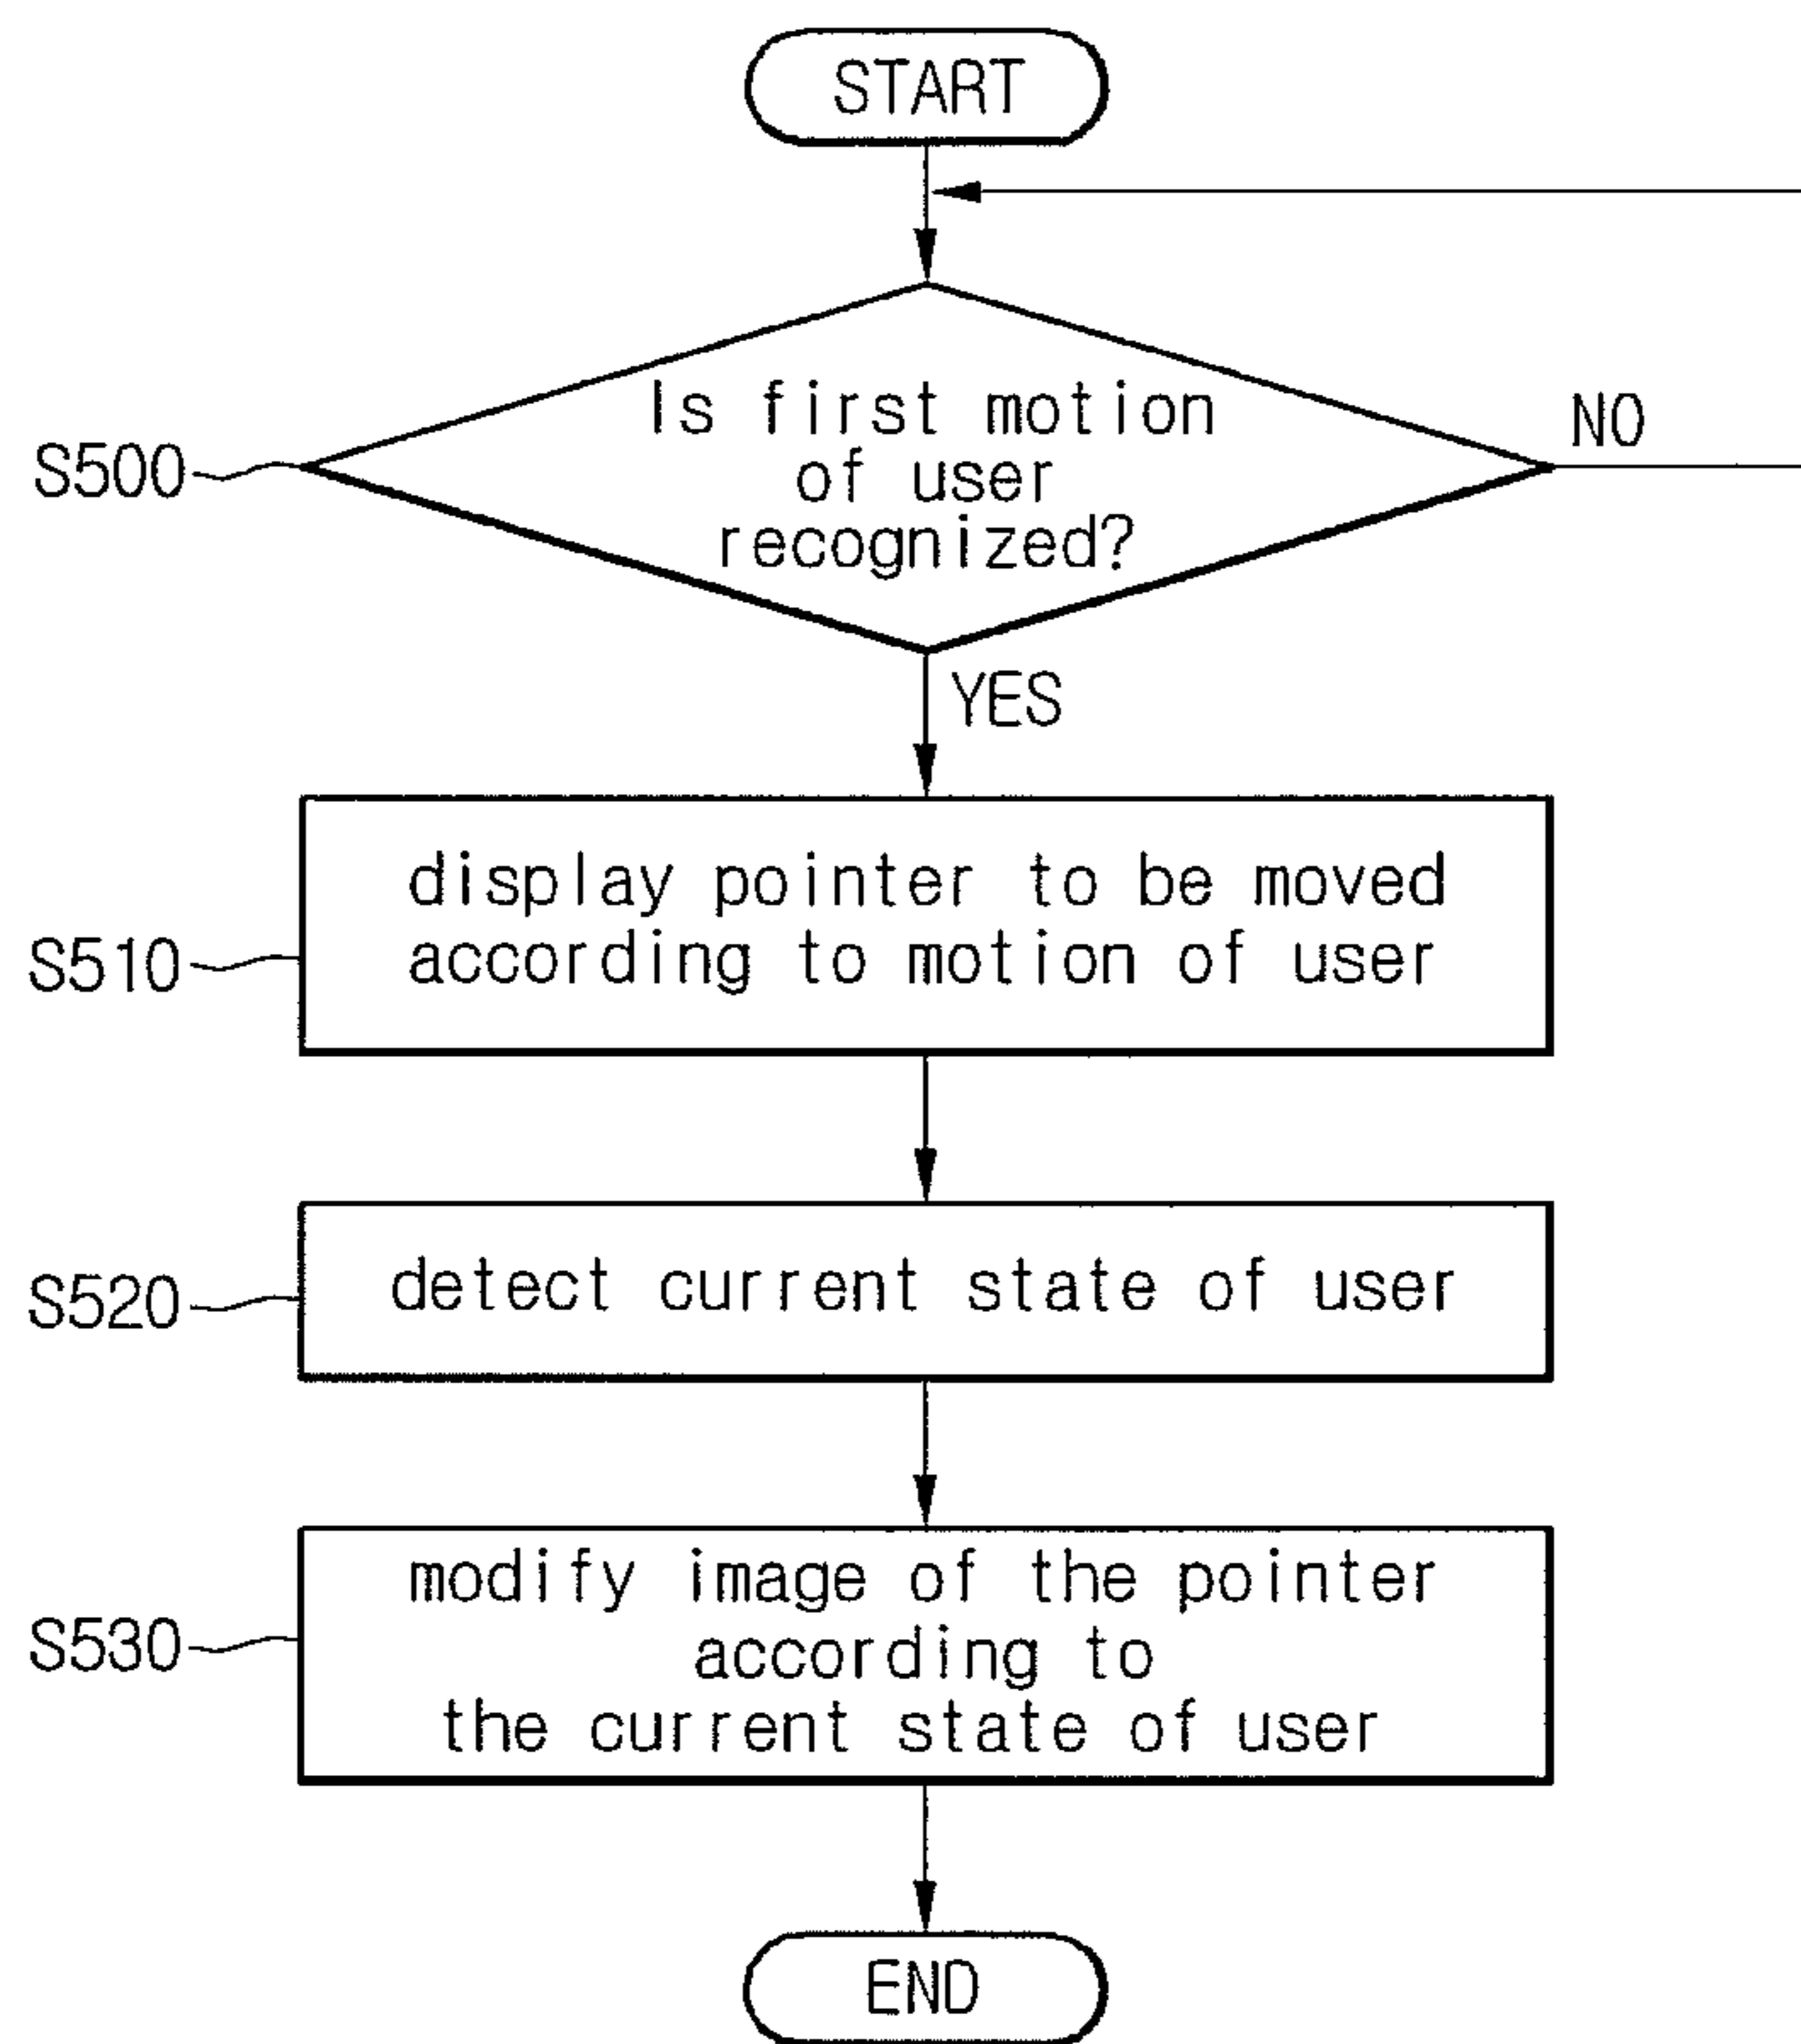 START
Is first motion
of user
recognized?
NO
S500
YES
display pointer to be moved
according to motion of user
S510
detect current state of user
S520
modify image of the pointer
according to
the current state of user
S530
END